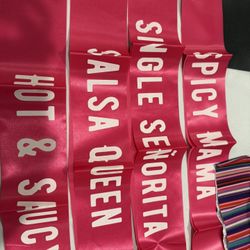 SPICY MAMA
SINGLE SEÑORITA
SALSA QUEEN
HOT & SAUCY